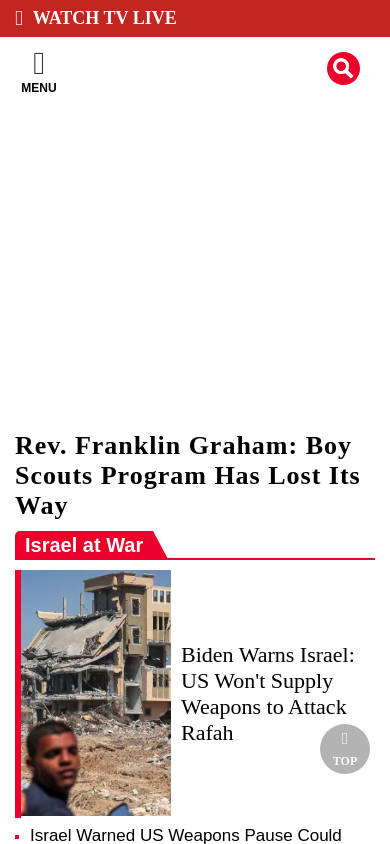 WATCH TV LIVE
MENU
Rev. Franklin Graham: Boy
Scouts Program Has Lost Its
Way
Israel at War
Biden Warns Israel:
US Won't Supply
Weapons to Attack
Rafah
TOP
Israel Warned US Weapons Pause Could